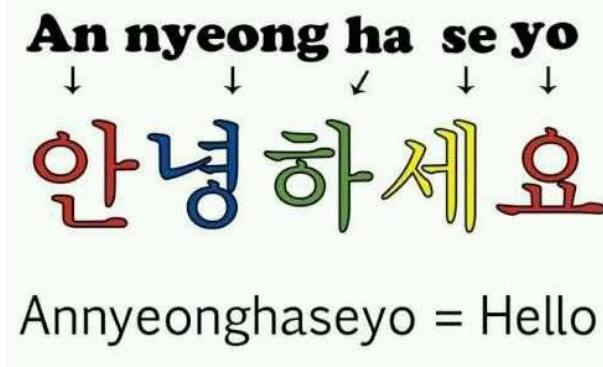 An nyeong ha se yo
안녕하세요
Annyeonghaseyo = Hello